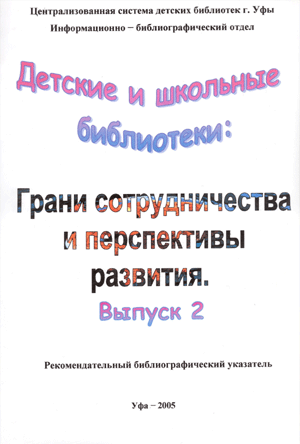 Централизованная система детских библиотек г. Уфы
Информационно – библиографический отдел
Детские и школьные
библиотеки:
Грани сотрудничества
и перспективы
развития.
Выпуск 2
Рекомендательный библиографический указатель
Уфа – 2005